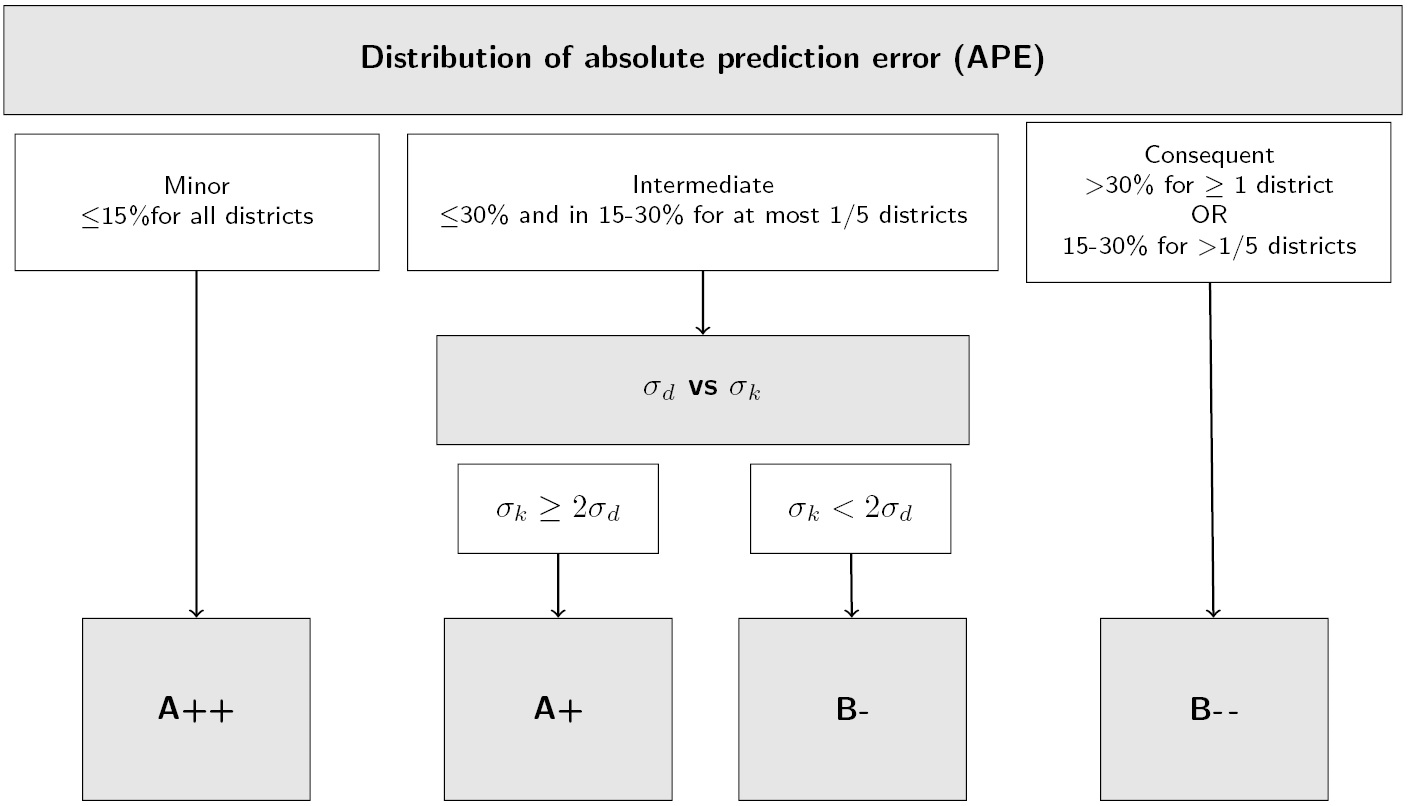 Distribution of absolute prediction error (APE)
Minor
≤15%for all districts
Intermediate
≤30% and in 15-30% for at most 1/5 districts
Consequent
>30% for ≥ 1 district
OR
15-30% for >1/5 districts
σd vs σk
σk ≥ 2σd
σk < 2σd
A++
A+
B-
B--